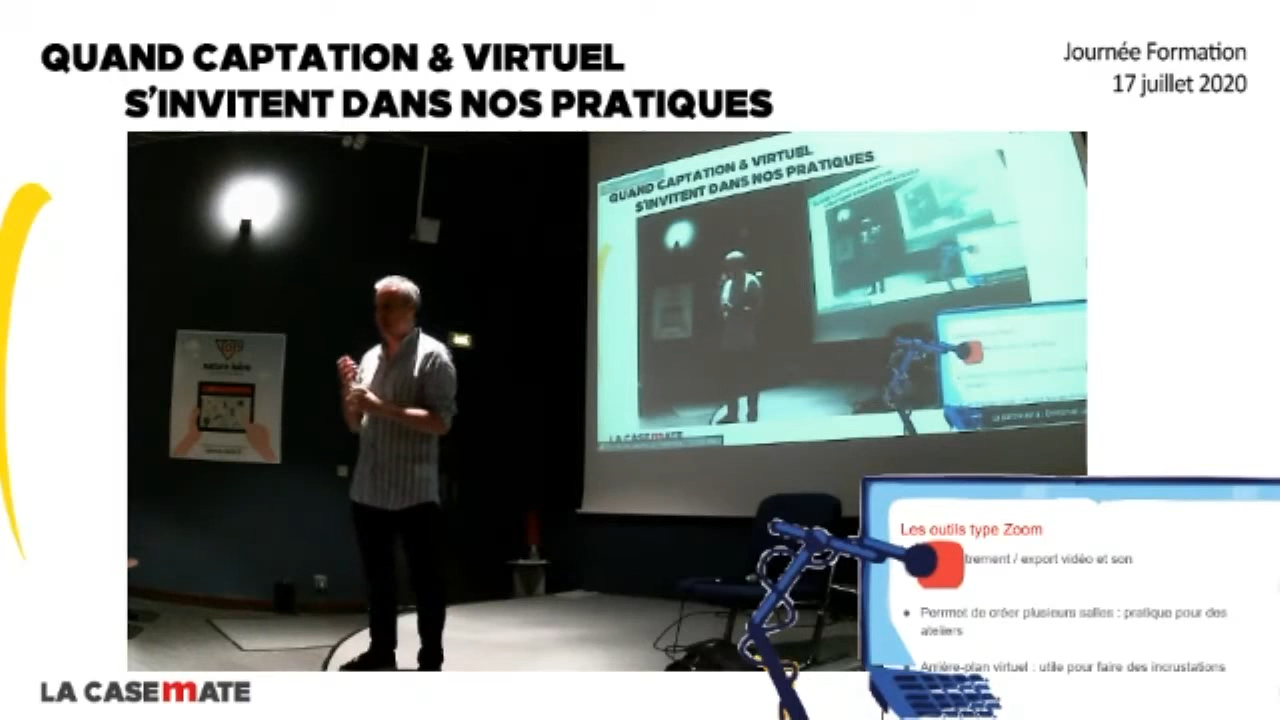 QUAND CAPTATION & VIRTUEL
S'INVITENT DANS NOS PRATIQUES
Journée Formation
17 juillet 2020
QUAND CAPTATION & VIRTUEL
S'INVITENT DANS NOS PRATIQUES
LA CASEMATE
Les outils type Zoom
trement / export vidéo et son
• Permet de créer plusieurs salles : pratique pour des
ateliers
• Arrière-plan virtuel : utile pour faire des incrustations
LA CASEMATE